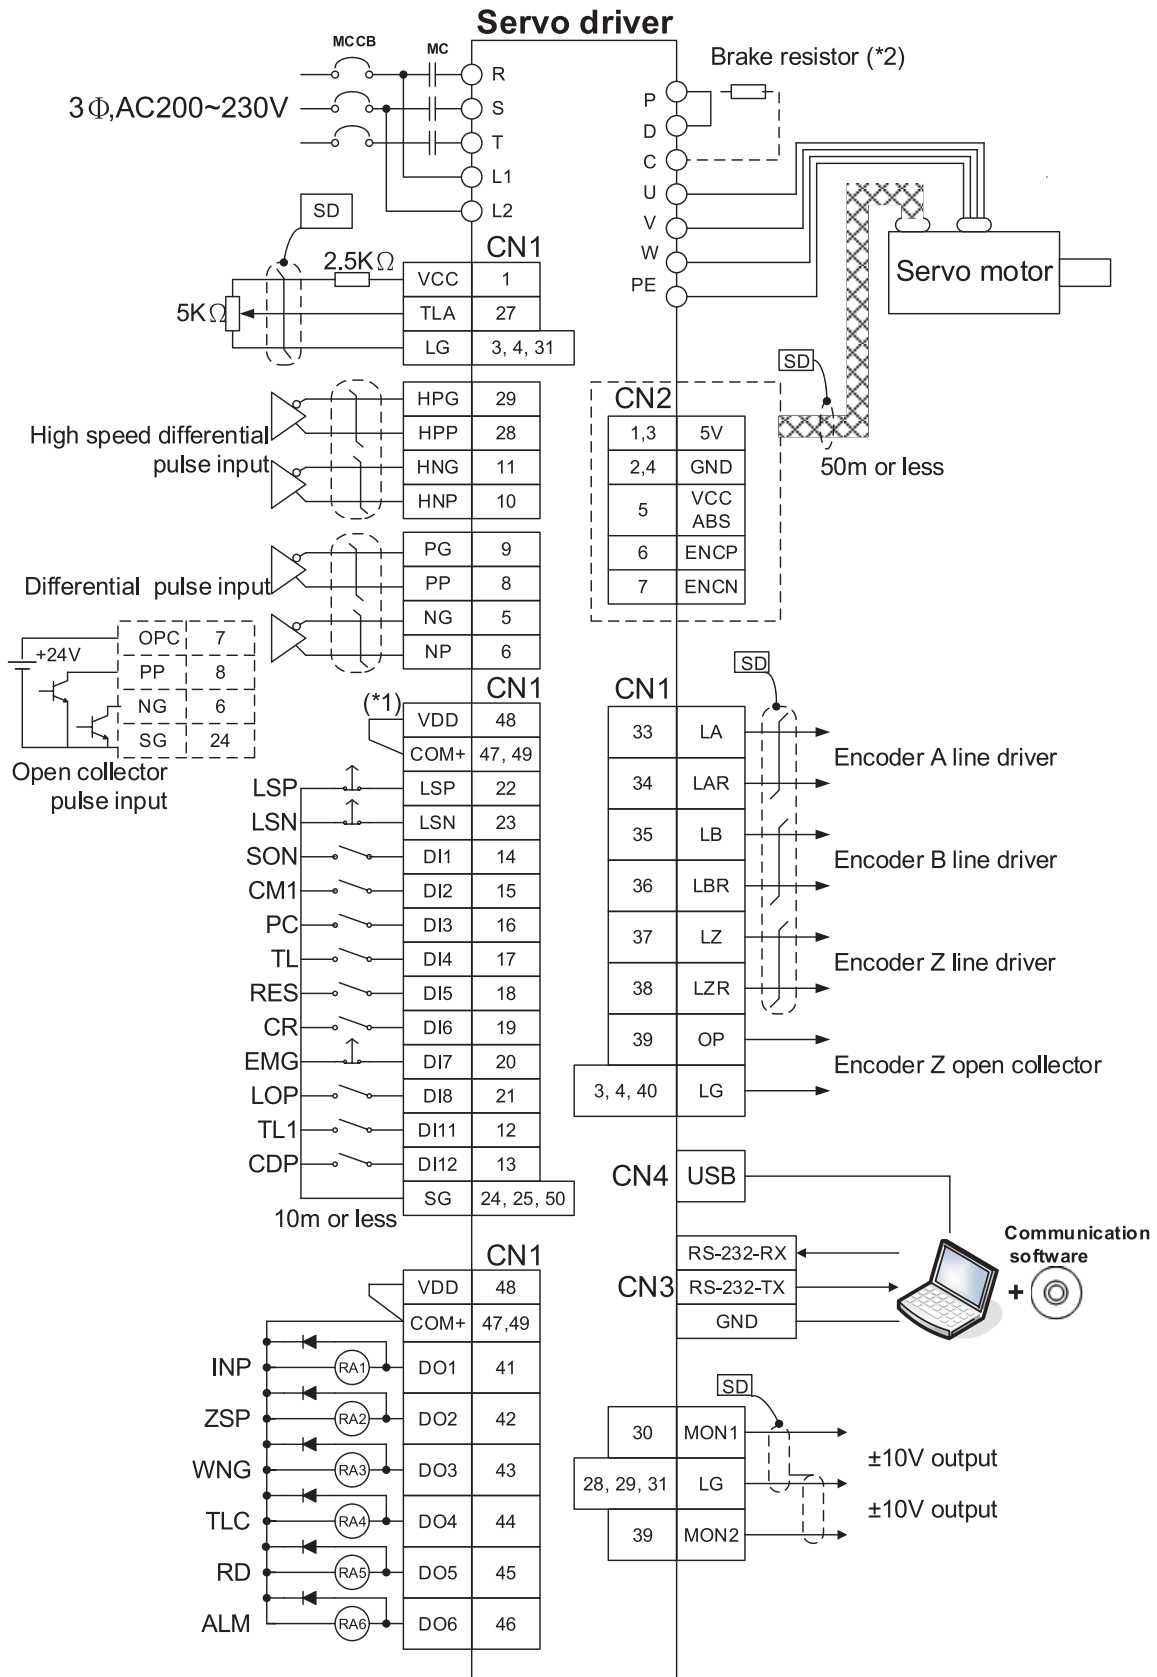 Servo driver
MCCB
MC
3Φ,AC200~230V
R
S
T
L1
L2
Brake resistor (*2)
P
D
C
U
V
W
PE
Servo motor
SD
CN1
2.5KΩ
5KΩ
VCC 1
TLA 27
LG 3, 4, 31
High speed differential
pulse input
HPG 29
HPP 28
HNG 11
HNP 10
Differential pulse input
PG 9
PP 8
NG 5
NP 6
+24V
OPC 7
PP 8
NG 6
SG 24
Open collector
pulse input
(*1)
CN1
VDD 48
COM+ 47, 49
LSP LSP 22
LSN LSN 23
SON DI1 14
CM1 DI2 15
PC DI3 16
TL DI4 17
RES DI5 18
CR DI6 19
EMG DI7 20
LOP DI8 21
TL1 DI11 12
CDP DI12 13
SG 24, 25, 50
10m or less
CN1
VDD 48
COM+ 47,49
INP RA1 DO1 41
ZSP RA2 DO2 42
WNG RA3 DO3 43
TLC RA4 DO4 44
RD RA5 DO5 45
ALM RA6 DO6 46
SD
50m or less
CN2
1,3 5V
2,4 GND
5 VCC
ABS
6 ENCP
7 ENCN
SD
CN1
33 LA
34 LAR
Encoder A line driver
35 LB
36 LBR
Encoder B line driver
37 LZ
38 LZR
Encoder Z line driver
39 OP
3, 4, 40 LG
Encoder Z open collector
CN4 USB
CN3
RS-232-RX
RS-232-TX
GND
Communication
software
+
SD
30 MON1
28, 29, 31 LG
39 MON2
±10V output
±10V output